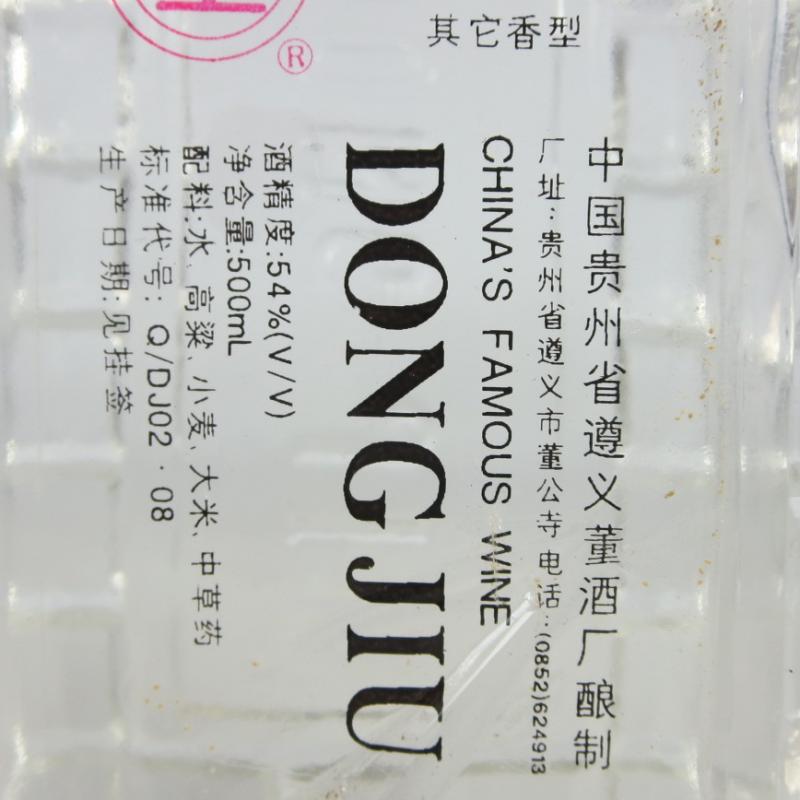 其它香型
中国贵州省遵义董酒厂酿制
厂址：贵州省遵义市董公寺 电话：(0852)624913
CHINA'S FAMOUS WINE
DONG JIU
酒精度:54%(V/V)
净含量:500mL
配料:水、高粱、小麦、大米、中草药
标准代号: Q/DJ02·08
生产日期:见挂签
®